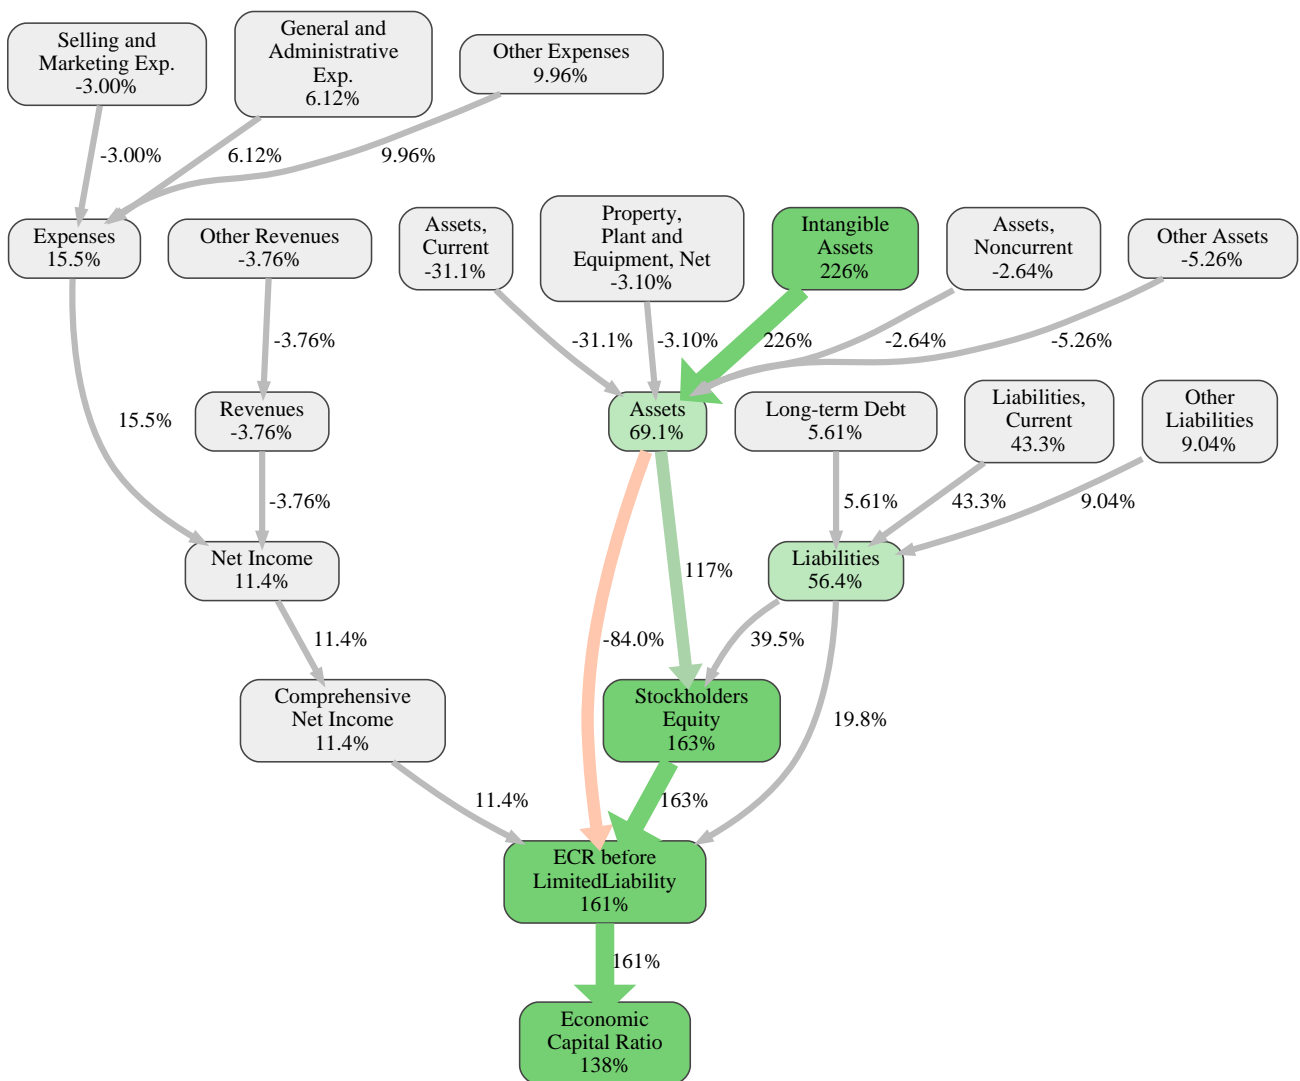 Selling and
Marketing Exp.
-3.00%
General and
Administrative
Exp.
6.12%
Other Expenses
9.96%
-3.00%
6.12%
9.96%
Expenses
15.5%
Other Revenues
-3.76%
Assets,
Current
-31.1%
Property,
Plant and
Equipment, Net
-3.10%
Intangible
Assets
226%
Assets,
Noncurrent
-2.64%
Other Assets
-5.26%
-3.76%
-31.1%
-3.10%
226%
-2.64%
-5.26%
15.5%
Revenues
-3.76%
Assets
69.1%
Long-term Debt
5.61%
Liabilities,
Current
43.3%
Other
Liabilities
9.04%
-3.76%
5.61%
43.3%
9.04%
Net Income
11.4%
117%
Liabilities
56.4%
11.4%
-84.0%
39.5%
Comprehensive
Net Income
11.4%
Stockholders
Equity
163%
19.8%
11.4%
163%
ECR before
LimitedLiability
161%
161%
Economic
Capital Ratio
138%